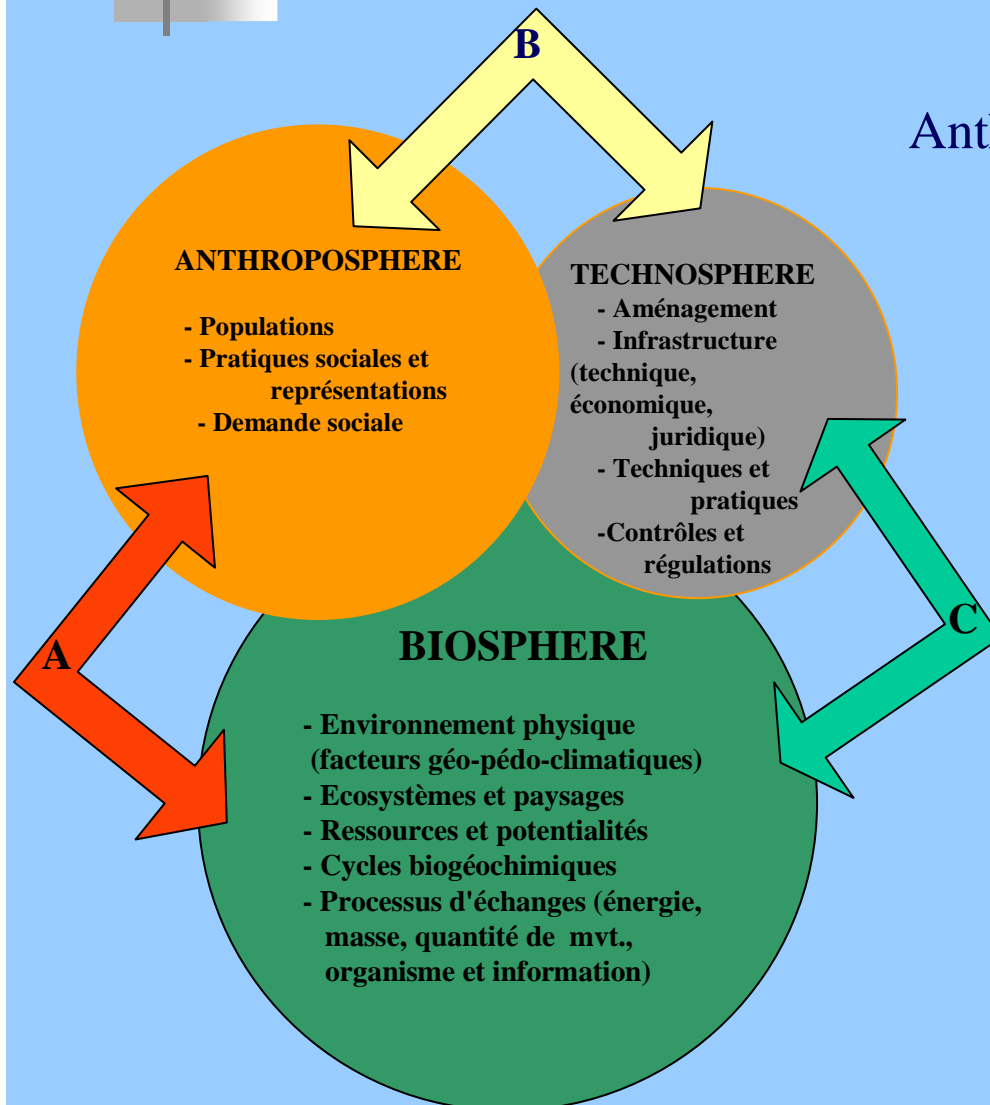 B
Ant
ANTHROPOSPHERE
- Populations
- Pratiques sociales et
représentations
- Demande sociale
TECHNOSPHERE
- Aménagement
- Infrastructure
(technique,
économique,
juridique)
- Techniques et
pratiques
-Contrôles et
régulations
A
C
BIOSPHERE
- Environnement physique
(facteurs géo-pédo-climatiques)
- Ecosystèmes et paysages
- Ressources et potentialités
- Cycles biogéochimiques
- Processus d'échanges (énergie,
masse, quantité de mvt.,
organisme et information)